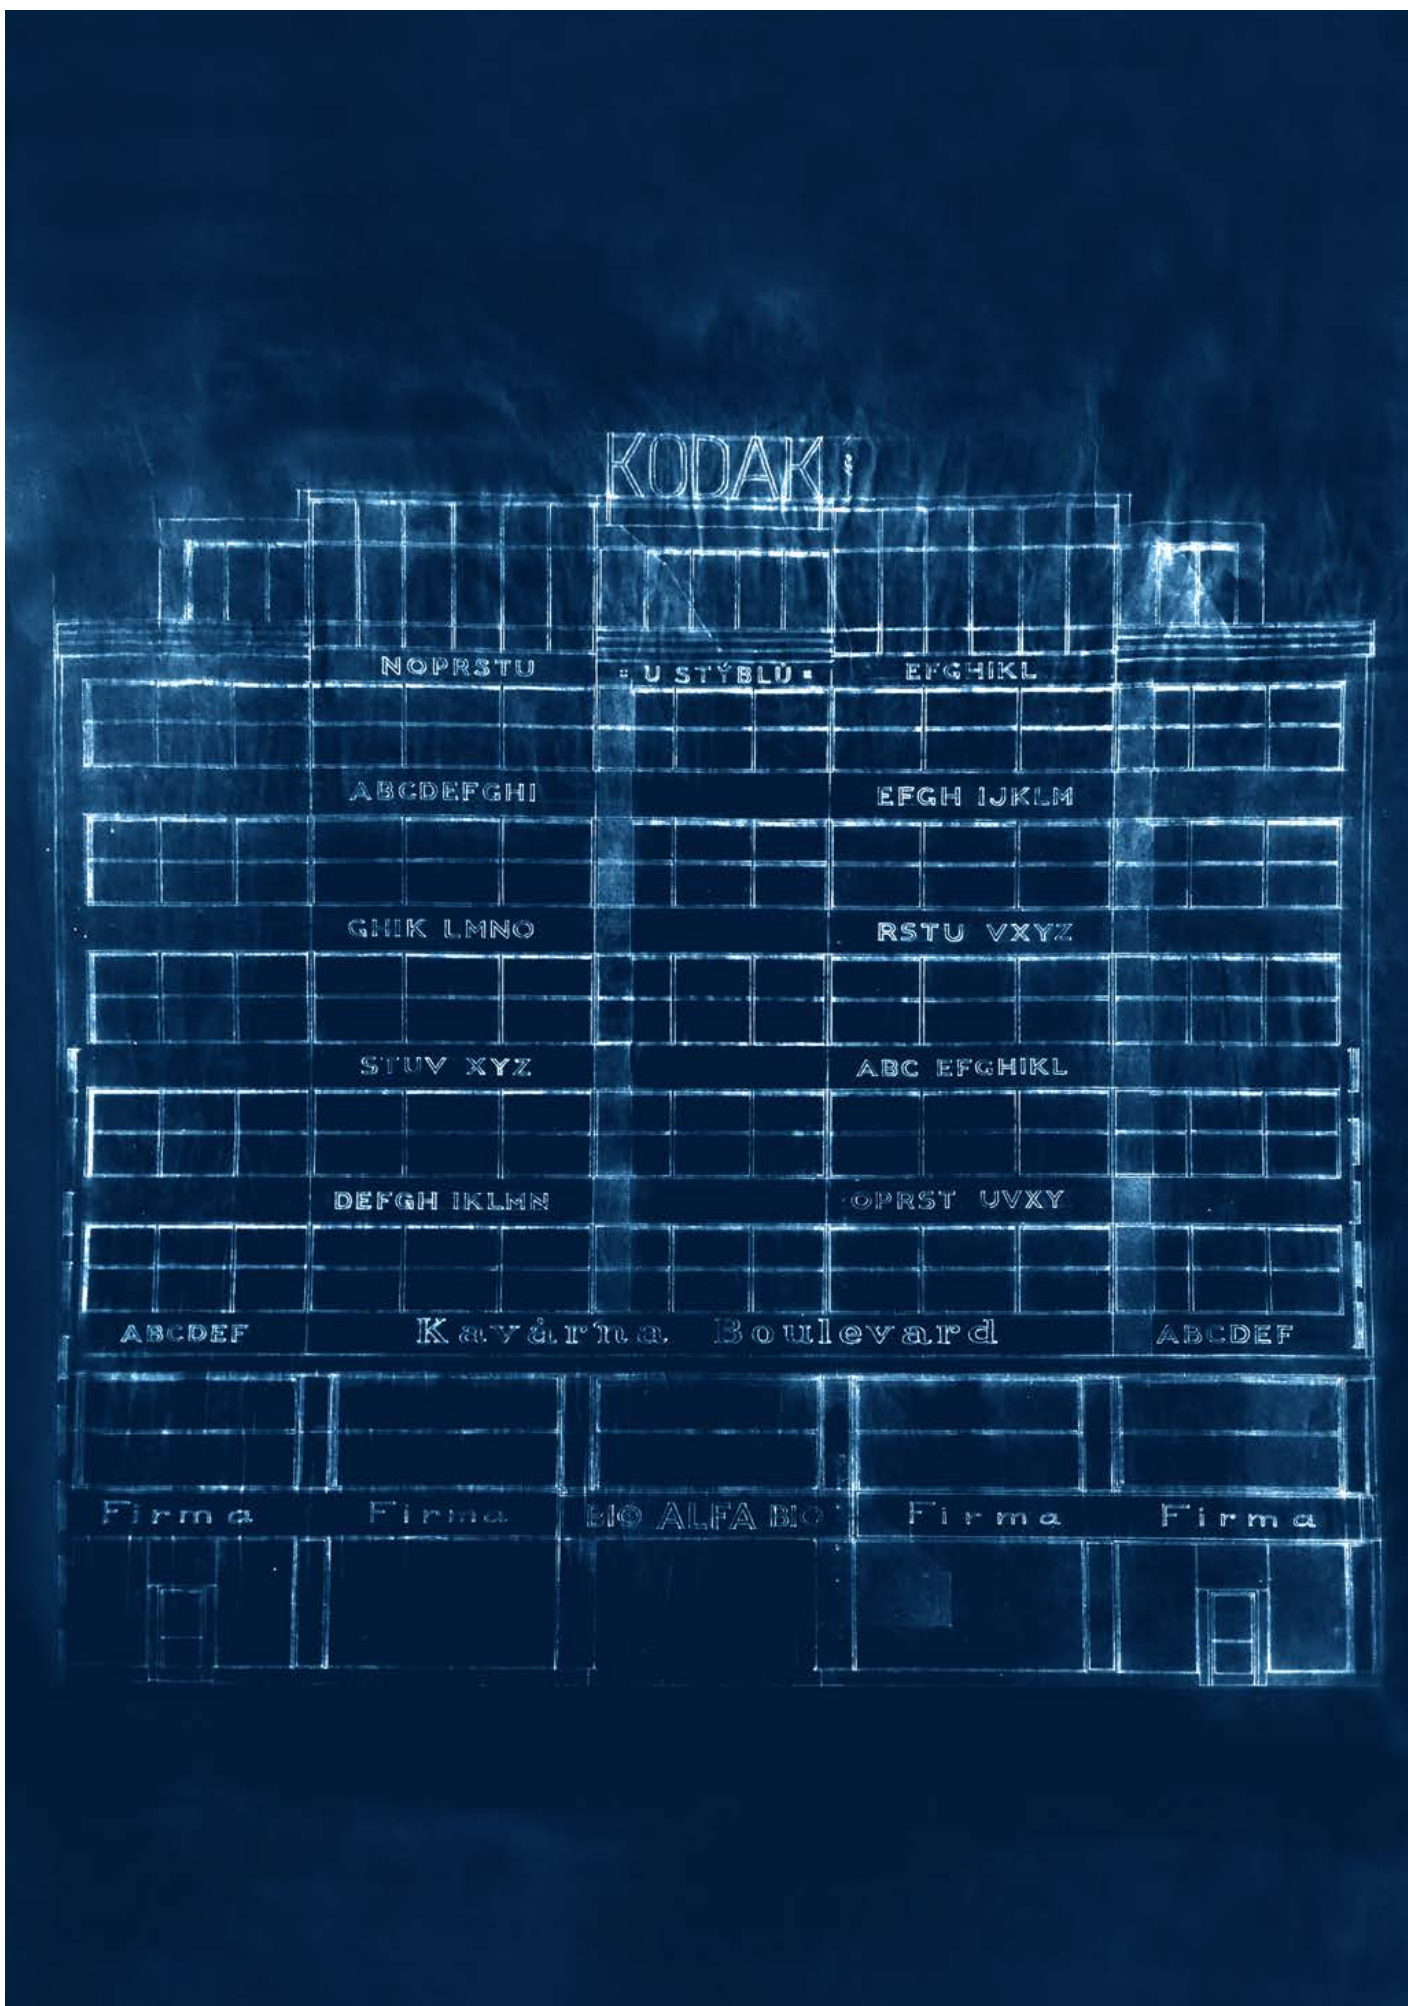 KODAK
NOPRSTU ▪ U STÝBLŮ ▪ EFGHIKL
ABCDEFGHI EFGH IJKLM
GHIK LMNO RSTU VXYZ
STUV XYZ ABC EFGHIKL
DEFGH IKLMN OPRST UVXY
ABCDEF Kavárna Boulevard ABCDEF
Firma Firma BIO ALFA BIO Firma Firma